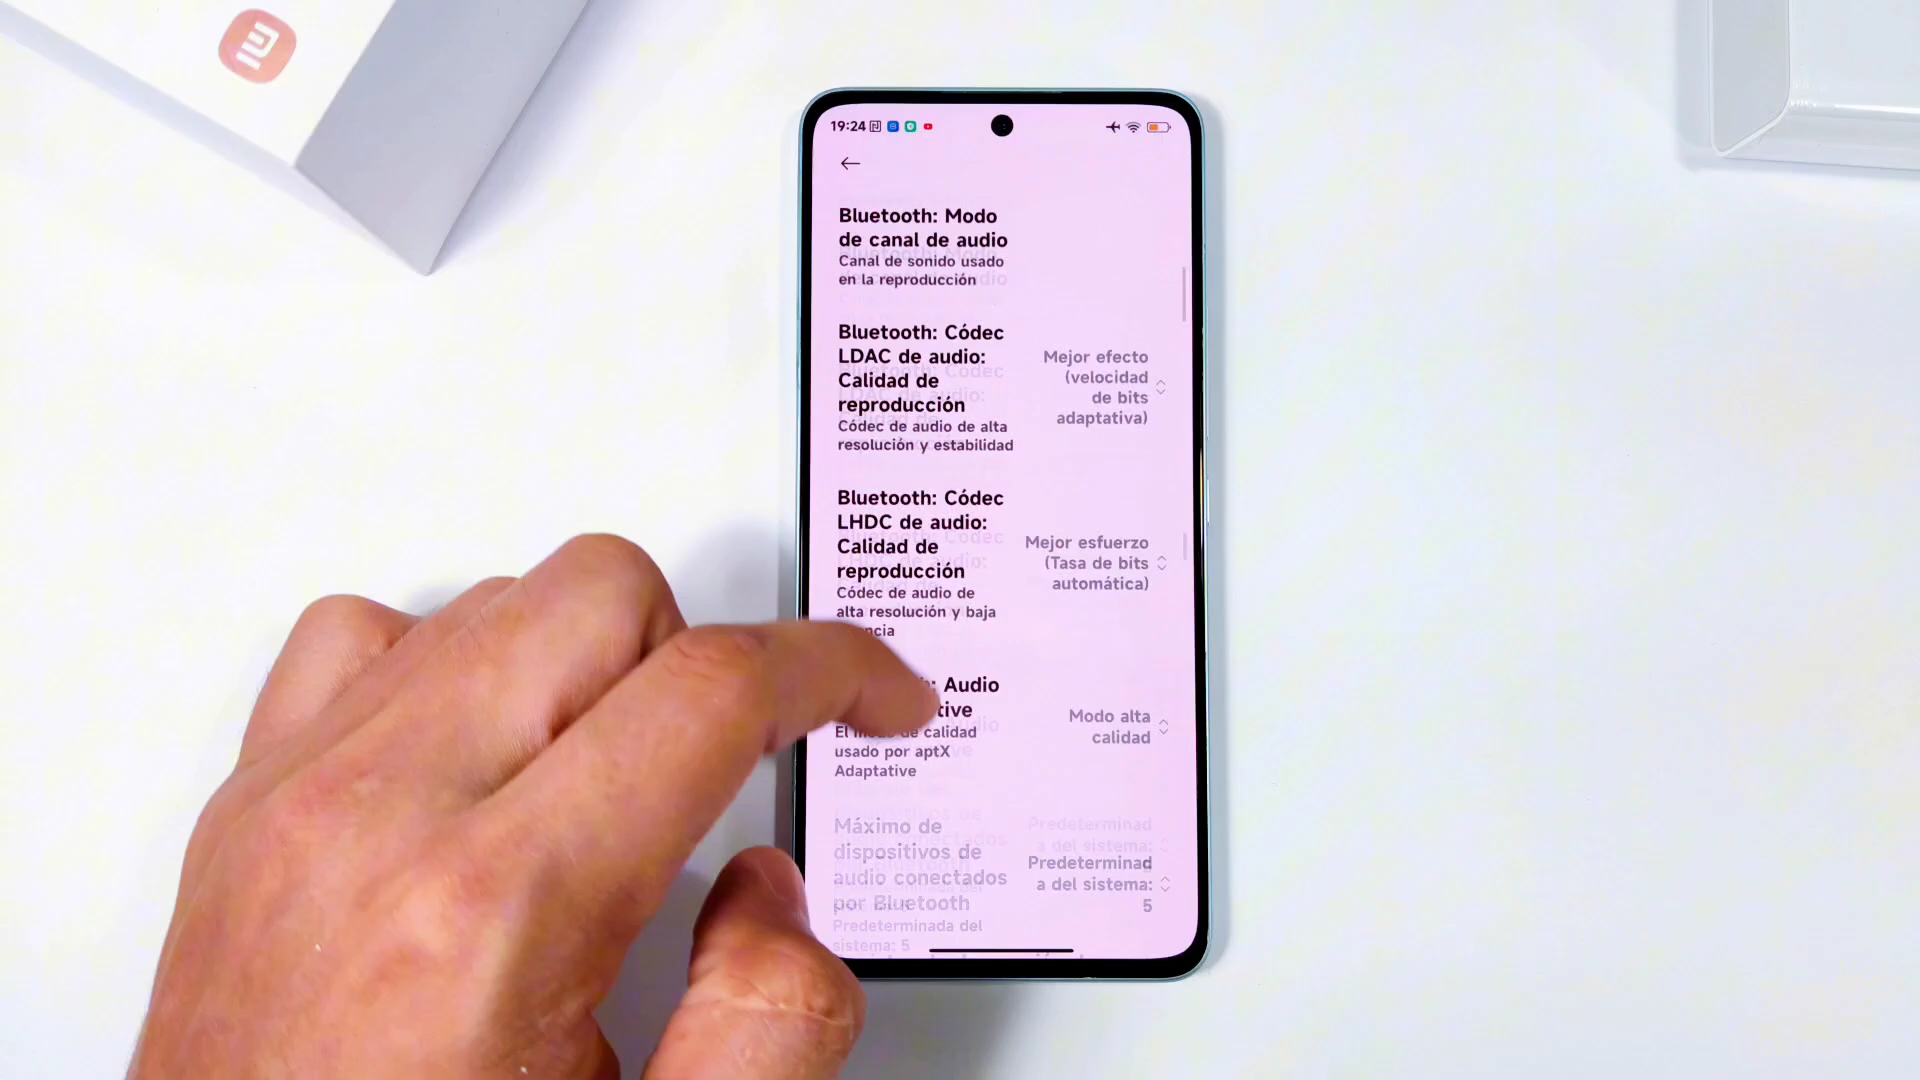 19:24
Bluetooth: Modo
de canal de audio
Canal de sonido usado
en la reproducción
Bluetooth: Códec
LDAC de audio:
Calidad de
reproducción
Códec de audio de alta
resolución y estabilidad
Mejor efecto
(velocidad
de bits
adaptativa)
Bluetooth: Códec
LHDC de audio:
Calidad de
reproducción
Códec de audio de
alta resolución y baja
Mejor esfuerzo
(Tasa de bits
automática)
Audio
El de calidad
usado por aptX
Adaptative
Modo alta
calidad
Máximo de
dispositivos de
audio conectados
por Bluetooth
Predeterminada del
sistema: 5
Predeterminad
a del sistema:
5